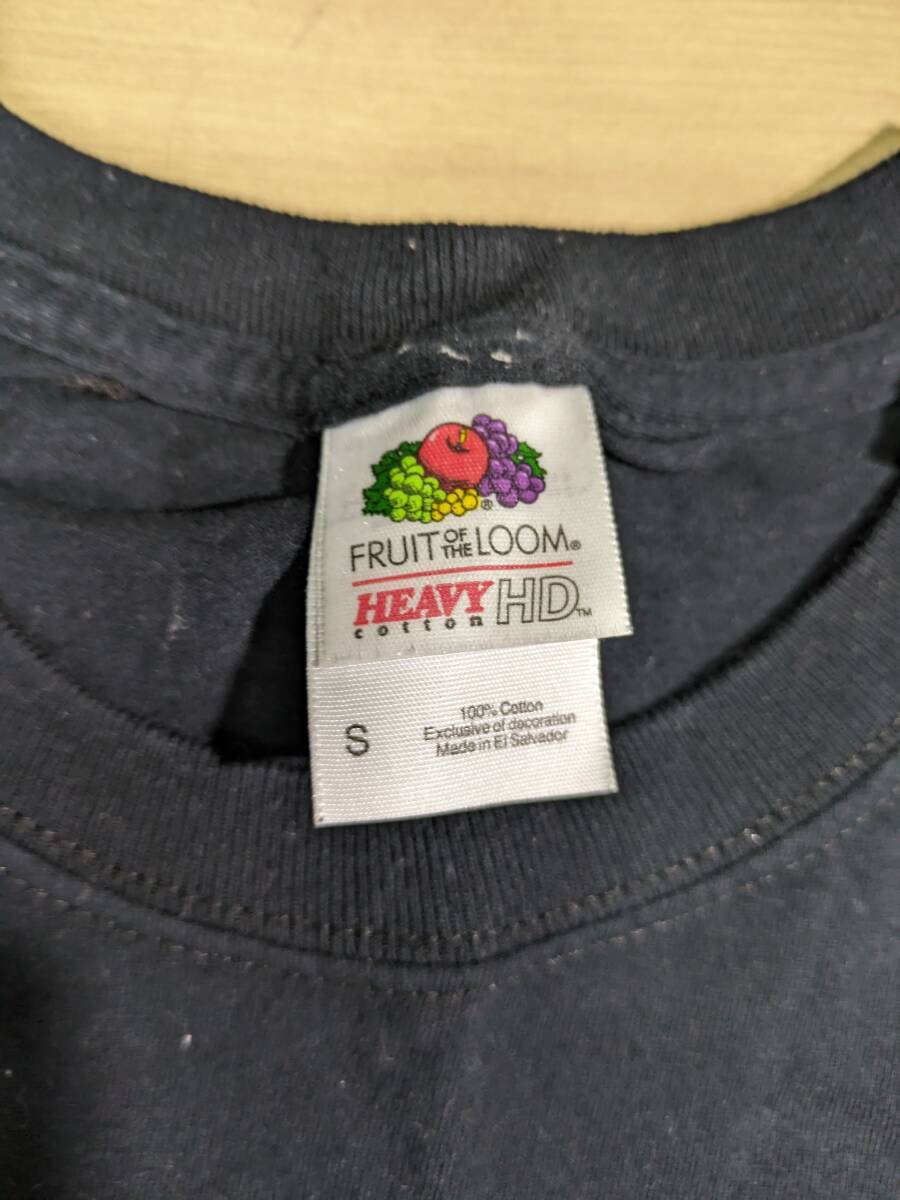 ®
FRUIT OF THE LOOM®
HEAVY HD™
cotton
S
100% Cotton
Exclusive of decoration
Made in El Salvador